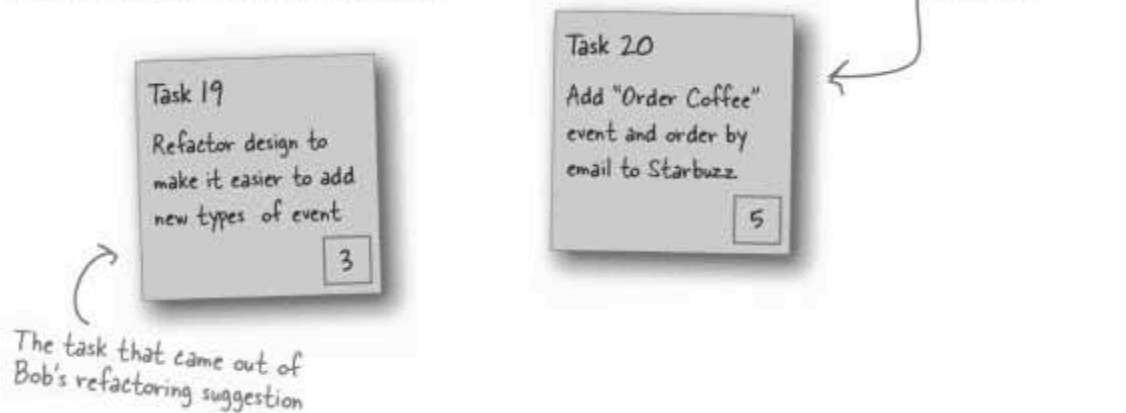 Task 19
Refactor design to
make it easier to add
new types of event
3
The task that came out of
Bob's refactoring suggestion
Task 20
Add "Order Coffee"
event and order by
email to Starbuzz
5